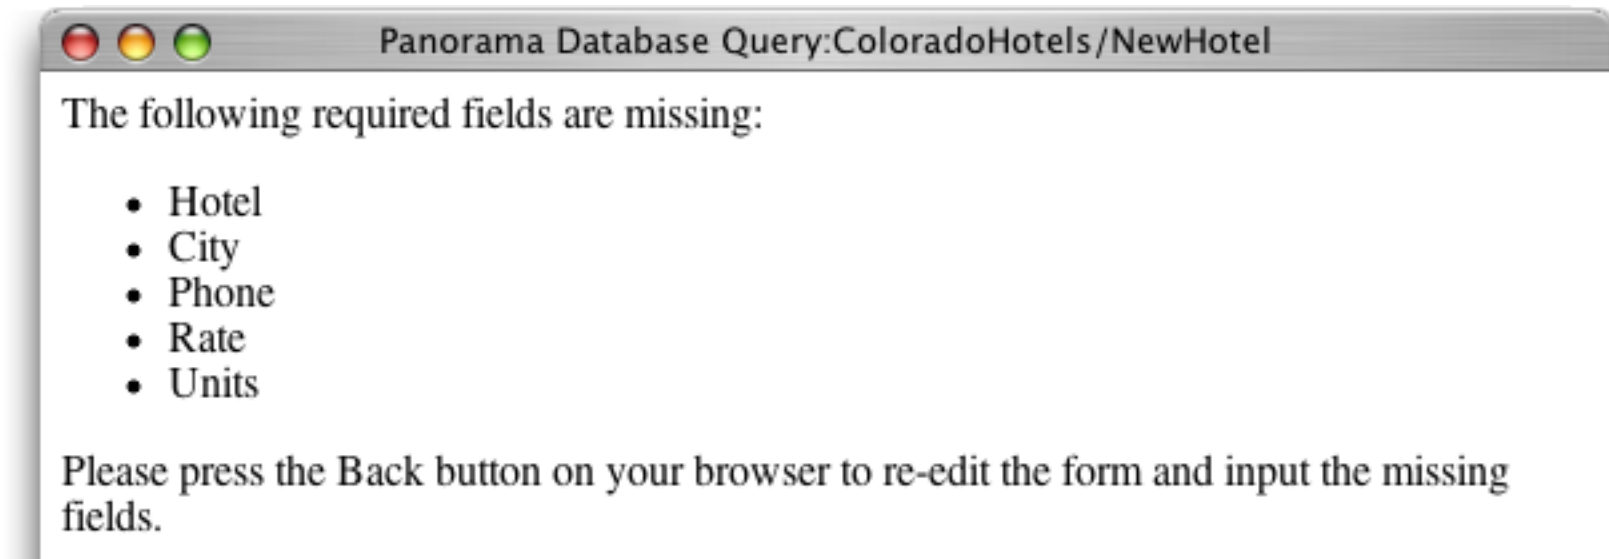 Panorama Database Query:ColoradoHotels/NewHotel
The following required fields are missing:
• Hotel
• City
• Phone
• Rate
• Units
Please press the Back button on your browser to re-edit the form and input the missing
fields.